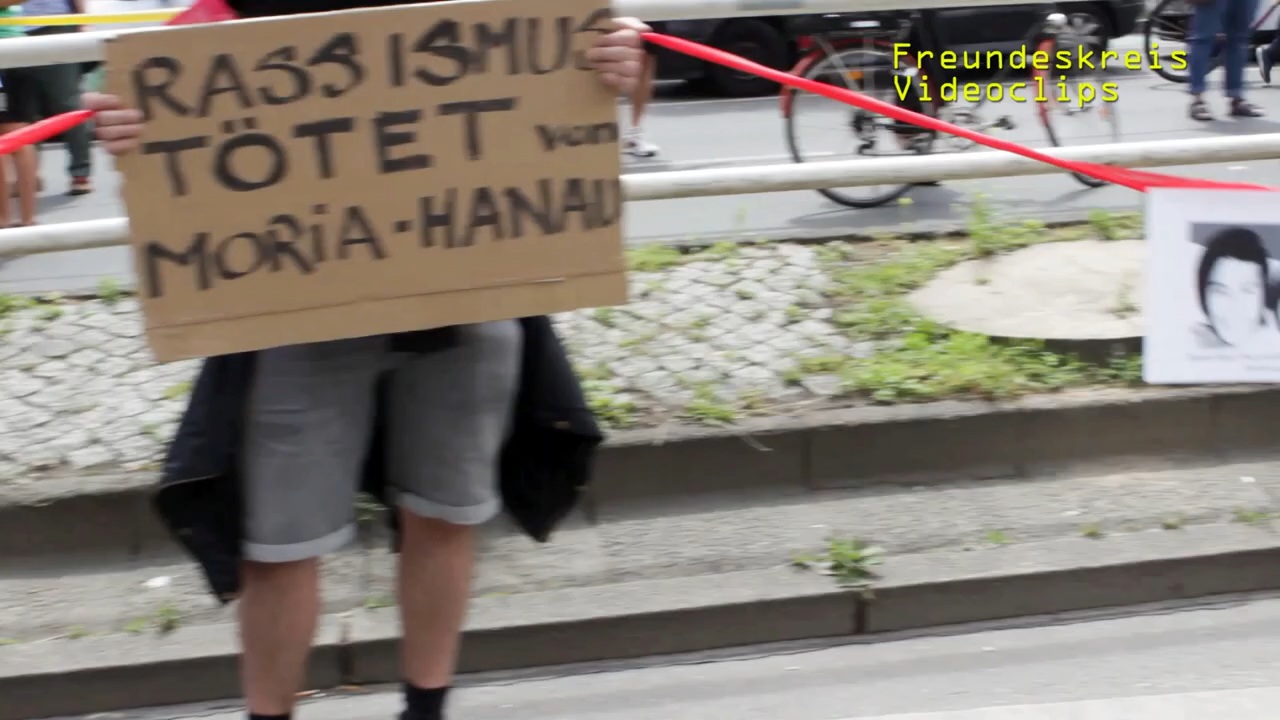 RASSISMUS
TÖTET von
MORiA-HANAU
Freundeskreis
Videoclips